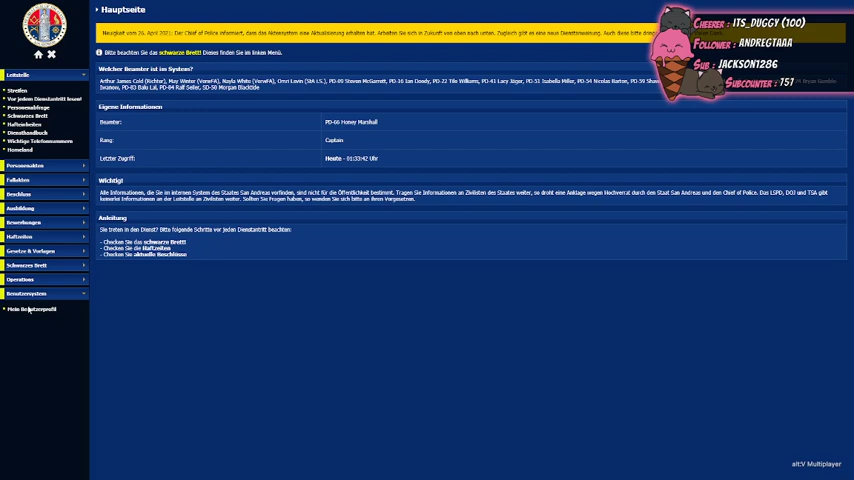 Hauptseite
Neuigkeit vom 26. April 2021: Der Chief of Police informiert, dass das Aktensystem eine Aktualisierung erhalten hat. Arbeiten Sie sich in Zukunft von oben nach unten. Zugleich gibt es eine neue Dienstanweisung. Auch diese bitte
Bitte beachten Sie das schwarze Brett! Dieses finden Sie im linken Menü.
CHEERER : ITS_DUGGY (100)
FOLLOWER : ANDREGTAAA
SUB : JACKSON1286
SUBCOUNTER : 757
Leitstelle
Streifen
Vor jedem Dienstantritt lesen!
Personenabfrage
Schwarzes Brett
Hafteinheiten
Diensthandbuch
Wichtige Telefonnummern
Homeland
Personenakten
Fallakten
Beschluss
Ausbildung
Bewerbungen
Haftzeiten
Gesetze & Vorlagen
Schwarzes Brett
Operations
Benutzersystem
Mein Benutzerprofil
Welcher Beamter ist im System?
Arthur James Cold (Richter), May Winter (VerwFA), Nayla White (VerwFA), Omri Lavin (SIA i.S.), PD-09 Steven McGarrett, PD-16 Ian Doody, PD-22 Tile Williams, PD-41 Lacy Jäger, PD-51 Isabella Miller, PD-54 Nicolas Harton, PD-59
Iwanow, PD-83 Balu Lal, PD-84 Ralf Seiler, SD-50 Morgan Blacktide
Eigene Informationen
Beamter: PD-66 Honey Marshall
Rang: Captain
Letzter Zugriff: Heute - 01:33:42 Uhr
Wichtig!
Alle Informationen, die Sie im internen System des Staates San Andreas vorfinden, sind nicht für die Öffentlichkeit bestimmt. Tragen Sie Informationen an Zivilisten des Staates weiter, so droht eine Anklage wegen Hochverrat durch den Staat San Andreas und den Chief of Police. Das LSPD, DOJ und TSA gibt
keinerlei Informationen an der Leitstelle an Zivilisten weiter. Sollten Sie Fragen haben, so wenden Sie sich bitte an ihren Vorgesetzten.
Anleitung
Sie treten in den Dienst? Bitte folgende Schritte vor jeden Dienstantritt beachten:
- Checken Sie das schwarze Brett!
- Checken Sie die Haftzeiten
- Checken Sie aktuelle Beschlüsse
alt:V Multiplayer